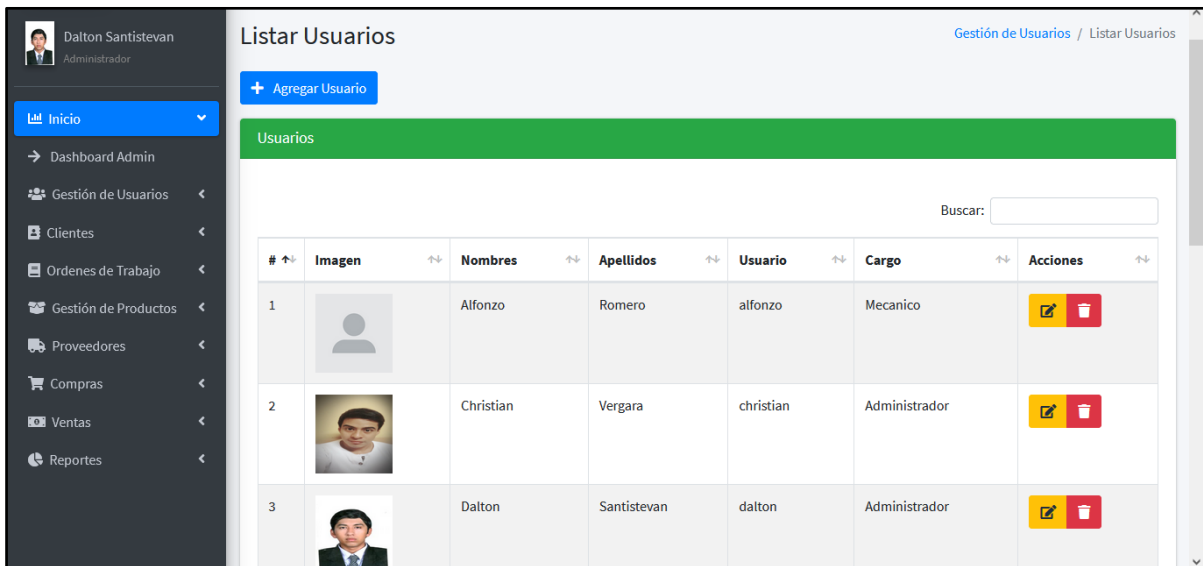 Dalton Santistevan
Administrador
Inicio
Dashboard Admin
Gestión de Usuarios
Clientes
Ordenes de Trabajo
Gestión de Productos
Proveedores
Compras
Ventas
Reportes
Listar Usuarios
Gestión de Usuarios / Listar Usuarios
Agregar Usuario
Usuarios
Buscar:
# Imagen Nombres Apellidos Usuario Cargo Acciones
1 Alfonzo Romero alfonzo Mecanico
2 Christian Vergara christian Administrador
3 Dalton Santistevan dalton Administrador